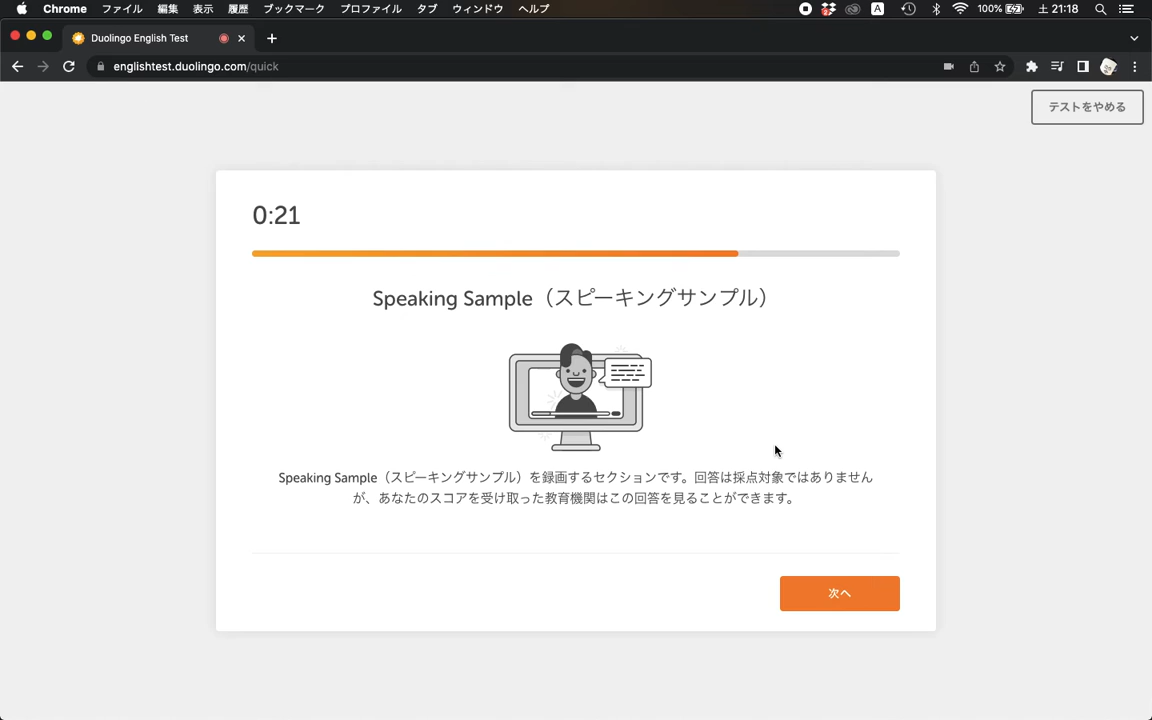 Chrome ファイル 編集 表示 履歴 ブックマーク プロファイル タブ ウィンドウ ヘルプ A 100% 土 21:18
Duolingo English Test
englishtest.duolingo.com/quick
テストをやめる
0:21
Speaking Sample（スピーキングサンプル）
Speaking Sample（スピーキングサンプル）を録画するセクションです。回答は採点対象ではありません
が、あなたのスコアを受け取った教育機関はこの回答を見ることができます。
次へ